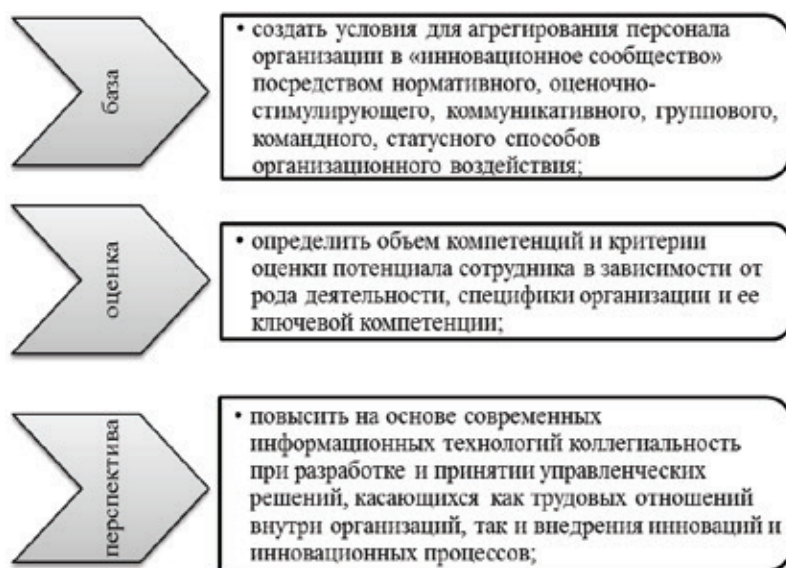 база
• создать условия для агрегирования персонала
организации в «инновационное сообщество»
посредством нормативного, оценочно-
стимулирующего, коммуникативного, группового,
командного, статусного способов
организационного воздействия;
оценка
• определить объем компетенций и критерии
оценки потенциала сотрудника в зависимости от
рода деятельности, специфики организации и ее
ключевой компетенции;
перспектива
• повысить на основе современных
информационных технологий коллегиальность
при разработке и принятии управленческих
решений, касающихся как трудовых отношений
внутри организаций, так и внедрения инноваций и
инновационных процессов;